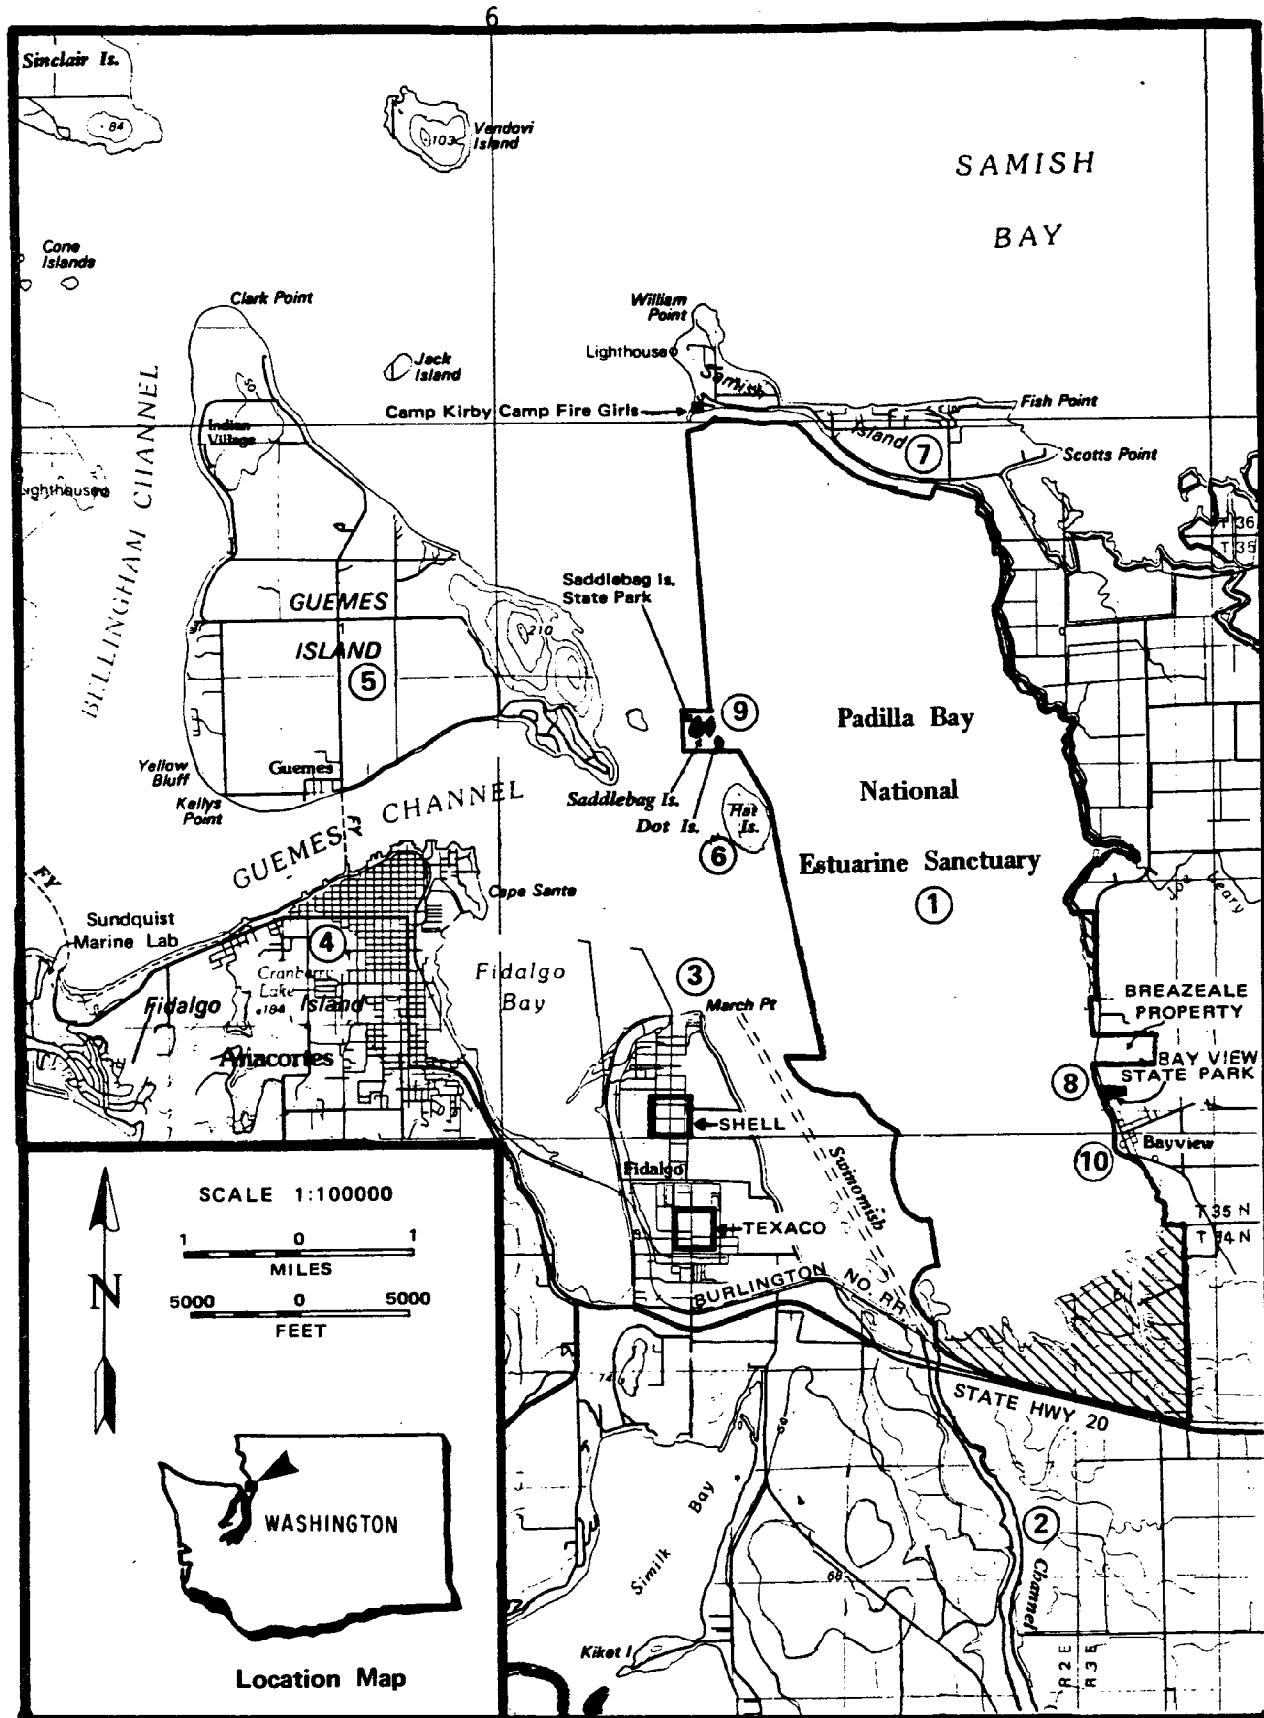 6
Sinclair Is.
84
103
Vendovi
Island
SAMISH
BAY
Cone
Islands
Clark Point
William
Point
Lighthouse
Jack
Island
Samish
Camp Kirby Camp Fire Girls
Fish Point
Island
7
Scotts Point
BELLINGHAM CHANNEL
50
Indian
Village
T 36
T 35
Saddlebag Is.
State Park
GUEMES
ISLAND
5
210
9
Padilla Bay
National
Estuarine Sanctuary
1
Yellow
Bluff
Guemes
Kellys
Point
GUEMES CHANNEL
FY
Saddlebag Is.
Dot Is.
Hat
Is.
6
FY
Cape Sante
Sundquist
Marine Lab
4
Cranberry
Lake
184
Fidalgo Island
Anacortes
Fidalgo
Bay
3
March Pt
BREAZEALE
PROPERTY
BAY VIEW
STATE PARK
8
SHELL
Bayview
10
Fidalgo
Swinomish
TEXACO
T 35 N
T 34 N
BURLINGTON NO. RR
STATE HWY 20
SCALE 1:100000
1 0 1
MILES
5000 0 5000
FEET
N
74
Similk Bay
68
2
Channel
Kiket I
R2E
R3E
WASHINGTON
Location Map